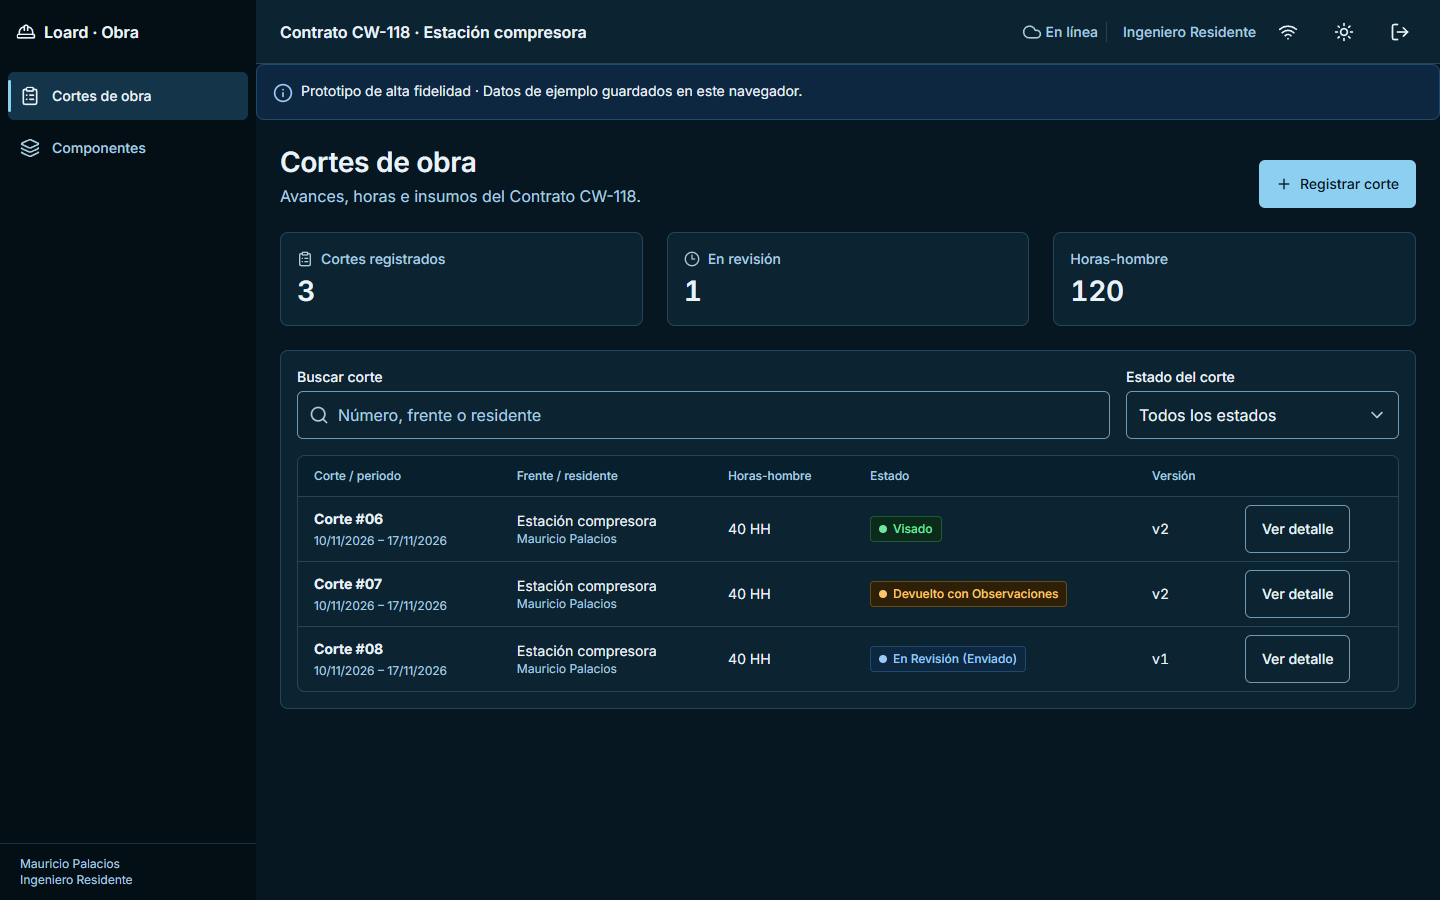 Loard · Obra
Contrato CW-118 · Estación compresora
En línea
Ingeniero Residente
Cortes de obra
Componentes
Prototipo de alta fidelidad · Datos de ejemplo guardados en este navegador.
Cortes de obra
Avances, horas e insumos del Contrato CW-118.
Registrar corte
Cortes registrados
3
En revisión
1
Horas-hombre
120
Buscar corte
Número, frente o residente
Estado del corte
Todos los estados
Corte / periodo Frente / residente Horas-hombre Estado Versión
Corte #06
10/11/2026 – 17/11/2026
Estación compresora
Mauricio Palacios
40 HH
Visado
v2
Ver detalle
Corte #07
10/11/2026 – 17/11/2026
Estación compresora
Mauricio Palacios
40 HH
Devuelto con Observaciones
v2
Ver detalle
Corte #08
10/11/2026 – 17/11/2026
Estación compresora
Mauricio Palacios
40 HH
En Revisión (Enviado)
v1
Ver detalle
Mauricio Palacios
Ingeniero Residente